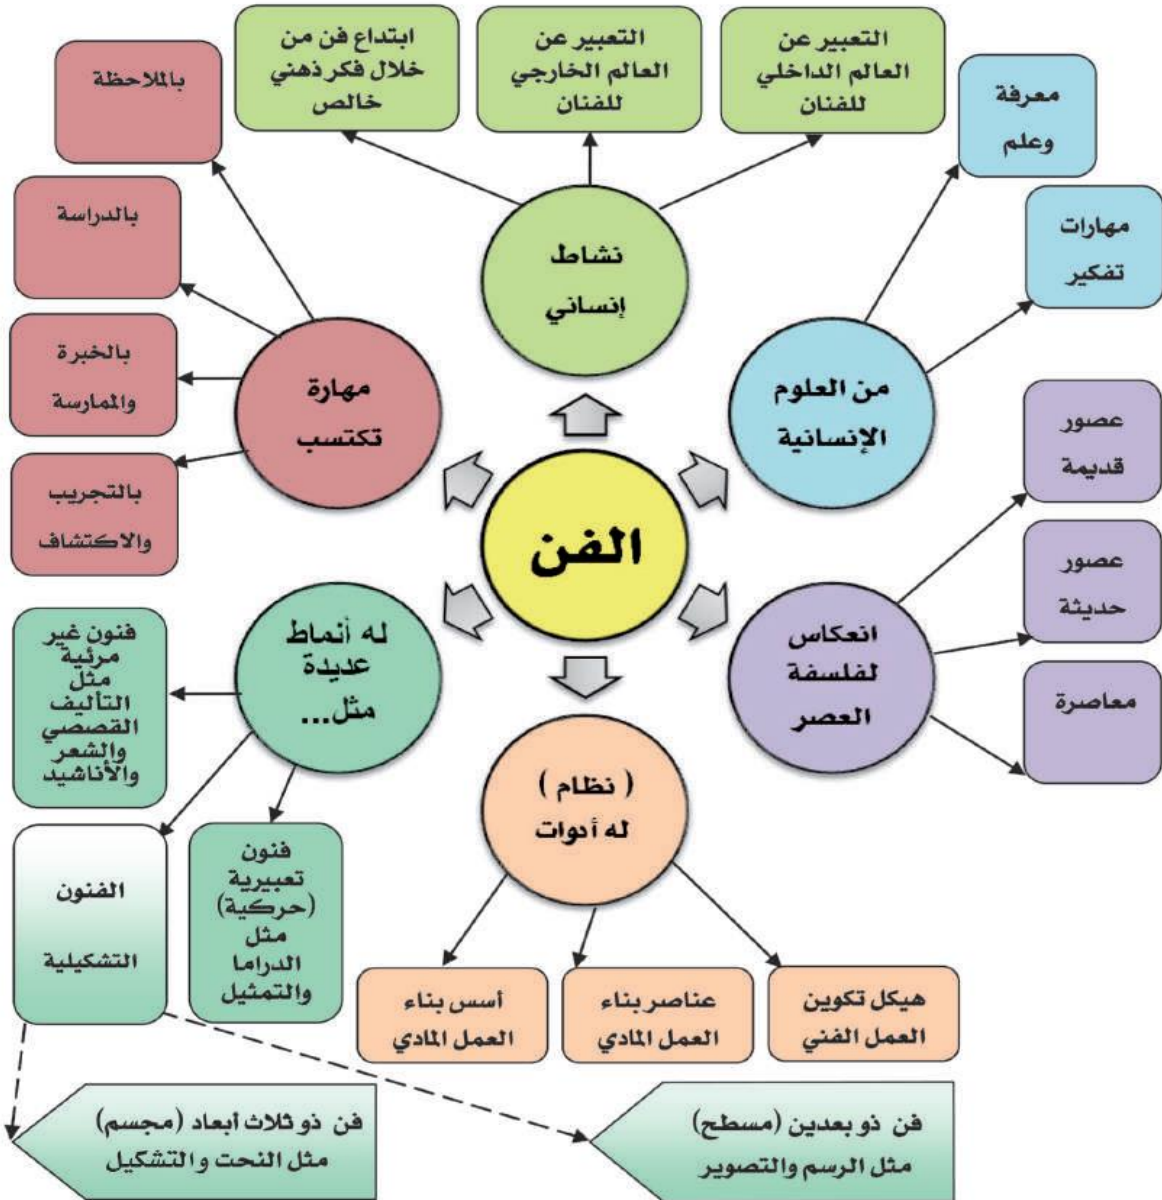 الفن
نشاط
إنساني
التعبير عن
العالم الداخلي
للفنان
التعبير عن
العالم الخارجي
للفنان
ابتداع فن من
خلال فكر ذهني
خالص
من العلوم
الإنسانية
معرفة
وعلم
مهارات
تفكير
انعكاس
لفلسفة
العصر
عصور
قديمة
عصور
حديثة
معاصرة
( نظام )
له أدوات
هيكل تكوين
العمل الفني
عناصر بناء
العمل المادي
أسس بناء
العمل المادي
له أنماط
عديدة
مثل...
فنون غير
مرئية
مثل
التأليف
القصصي
والشعر
والأناشيد
فنون
تعبيرية
(حركية)
مثل
الدراما
والتمثيل
الفنون
التشكيلية
فن ذو بعدين (مسطح)
مثل الرسم والتصوير
فن ذو ثلاث أبعاد (مجسم)
مثل النحت والتشكيل
مهارة
تكتسب
بالملاحظة
بالدراسة
بالخبرة
والممارسة
بالتجريب
والاكتشاف